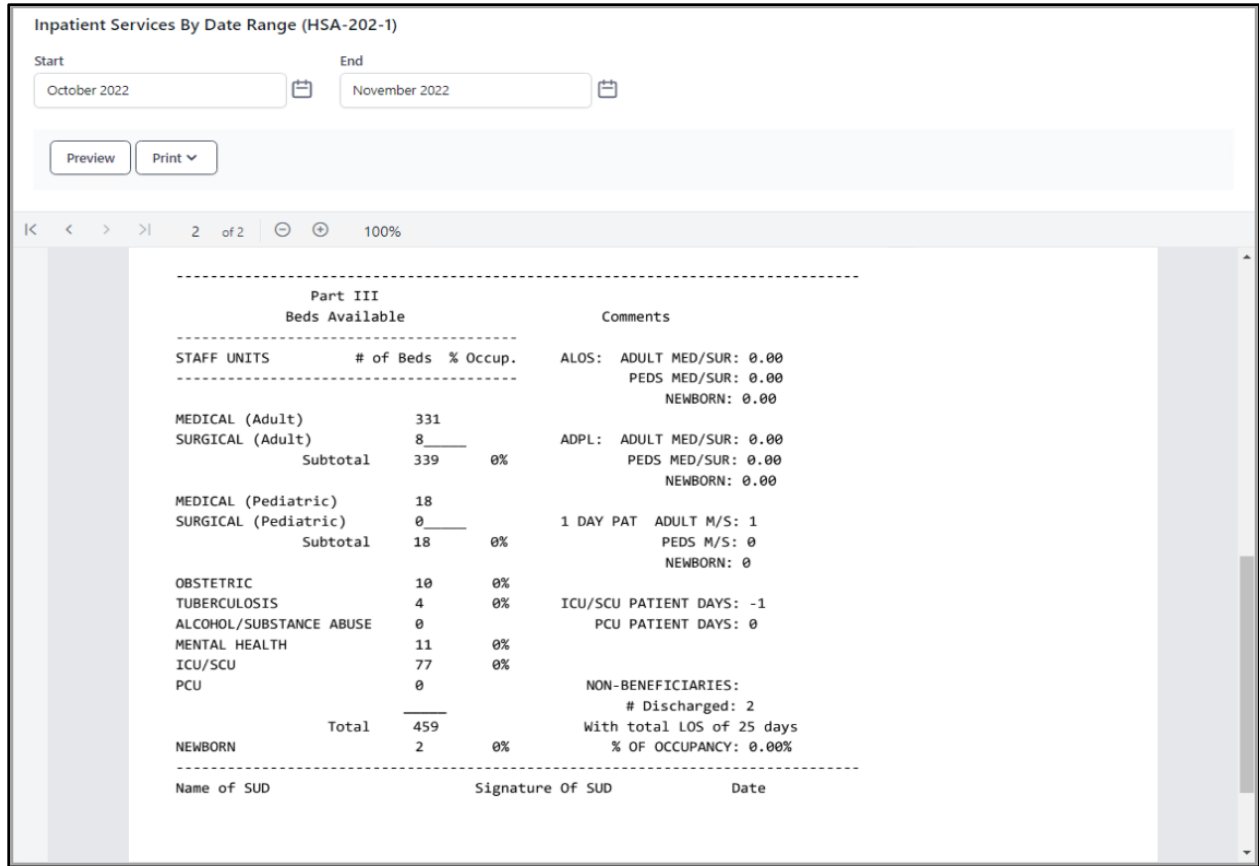 Inpatient Services By Date Range (HSA-202-1)
Start End
October 2022 November 2022
Preview Print
2 of 2 100%
--------------------------------------------------------------------------------
Part III
Beds Available Comments
----------------------------------------
STAFF UNITS # of Beds % Occup. ALOS: ADULT MED/SUR: 0.00
---------------------------------------- PEDS MED/SUR: 0.00
NEWBORN: 0.00
MEDICAL (Adult) 331
SURGICAL (Adult) 8_____ ADPL: ADULT MED/SUR: 0.00
Subtotal 339 0% PEDS MED/SUR: 0.00
NEWBORN: 0.00
MEDICAL (Pediatric) 18
SURGICAL (Pediatric) 0_____ 1 DAY PAT ADULT M/S: 1
Subtotal 18 0% PEDS M/S: 0
NEWBORN: 0
OBSTETRIC 10 0%
TUBERCULOSIS 4 0% ICU/SCU PATIENT DAYS: -1
ALCOHOL/SUBSTANCE ABUSE 0 PCU PATIENT DAYS: 0
MENTAL HEALTH 11 0%
ICU/SCU 77 0%
PCU 0 NON-BENEFICIARIES:
_____ # Discharged: 2
Total 459 With total LOS of 25 days
NEWBORN 2 0% % OF OCCUPANCY: 0.00%
--------------------------------------------------------------------------------
Name of SUD Signature Of SUD Date